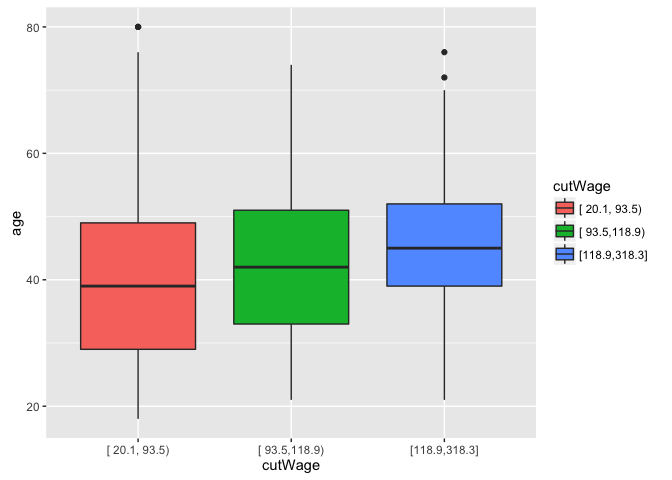 80
60
40
20
age
[ 20.1, 93.5)
[ 93.5,118.9)
[118.9,318.3]
cutWage
cutWage
[ 20.1, 93.5)
[ 93.5,118.9)
[118.9,318.3]